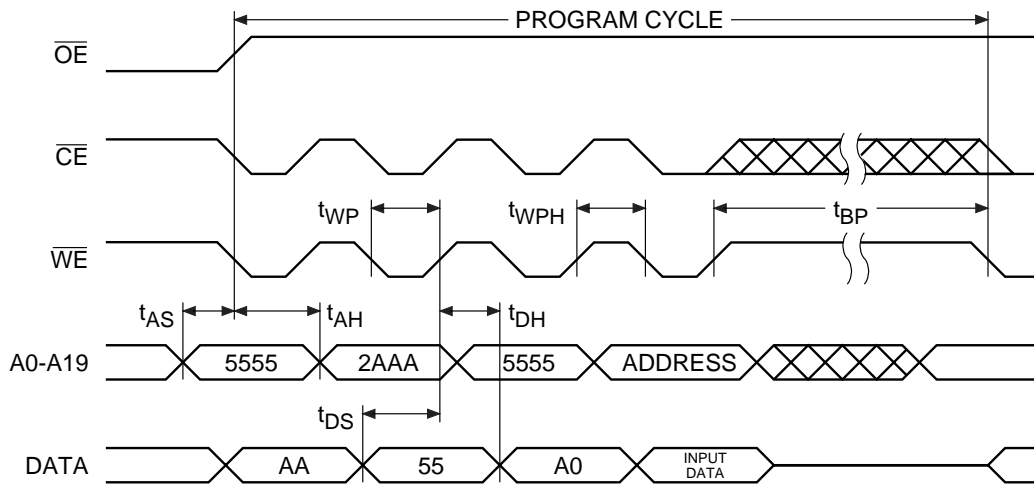 PROGRAM CYCLE
OE
CE
tWP
tWPH
tBP
WE
tAS
tAH
tDH
A0-A19
5555
2AAA
5555
ADDRESS
tDS
DATA
AA
55
A0
INPUT
DATA